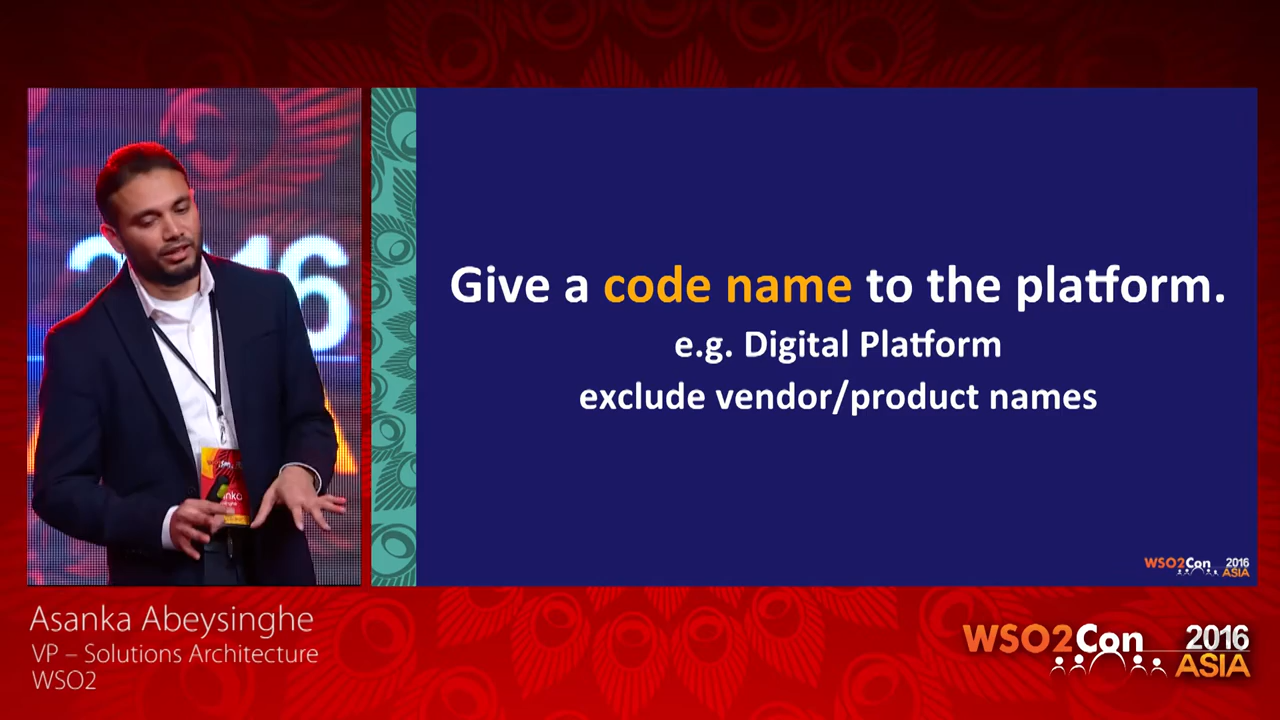 2016
A
Give a code name to the platform.
e.g. Digital Platform
exclude vendor/product names
WSO2Con 2016
ASIA
Asanka Abeysinghe
VP – Solutions Architecture
WSO2
WSO2Con 2016
ASIA